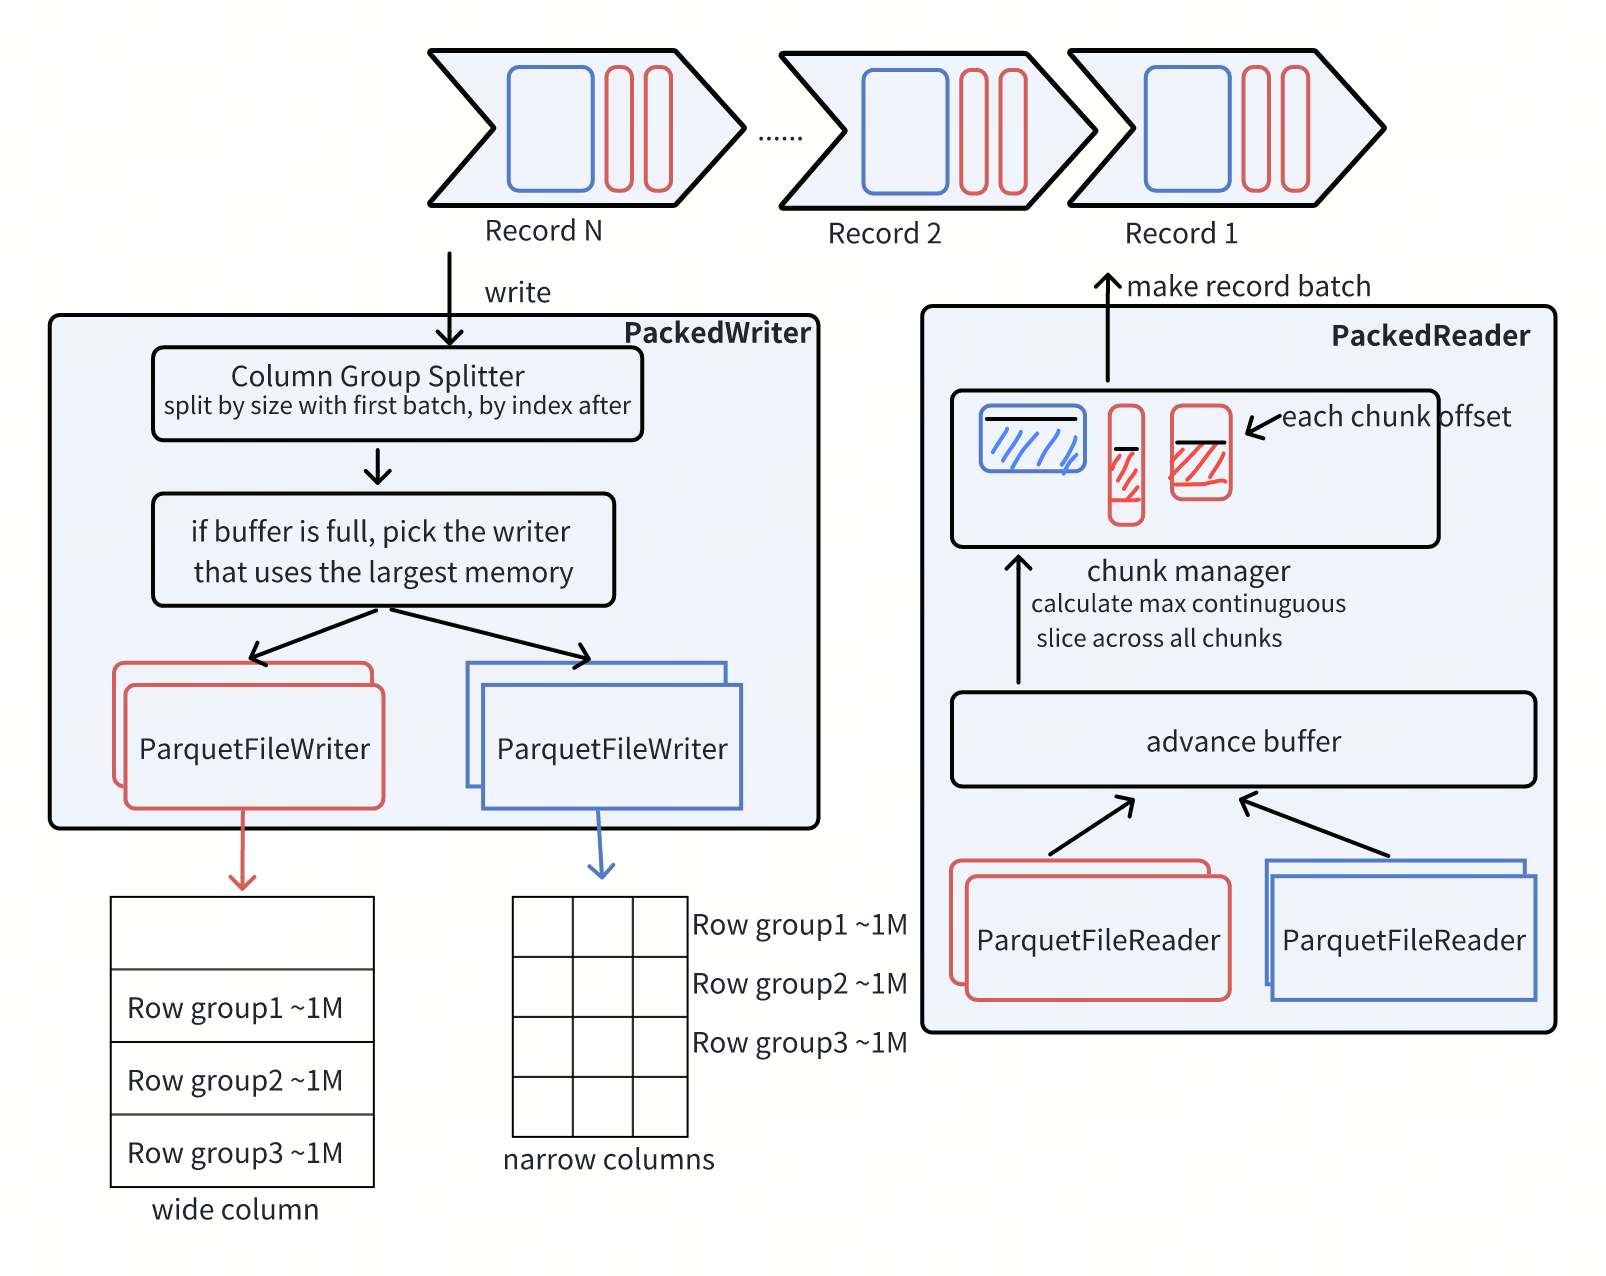 ......
Record N
Record 2
Record 1
write
PackedWriter
Column Group Splitter
split by size with first batch, by index after
if buffer is full, pick the writer
that uses the largest memory
ParquetFileWriter
ParquetFileWriter
Row group1 ~1M
Row group2 ~1M
Row group3 ~1M
wide column
Row group1 ~1M
Row group2 ~1M
Row group3 ~1M
narrow columns
make record batch
PackedReader
each chunk offset
chunk manager
calculate max continuguous
slice across all chunks
advance buffer
ParquetFileReader
ParquetFileReader